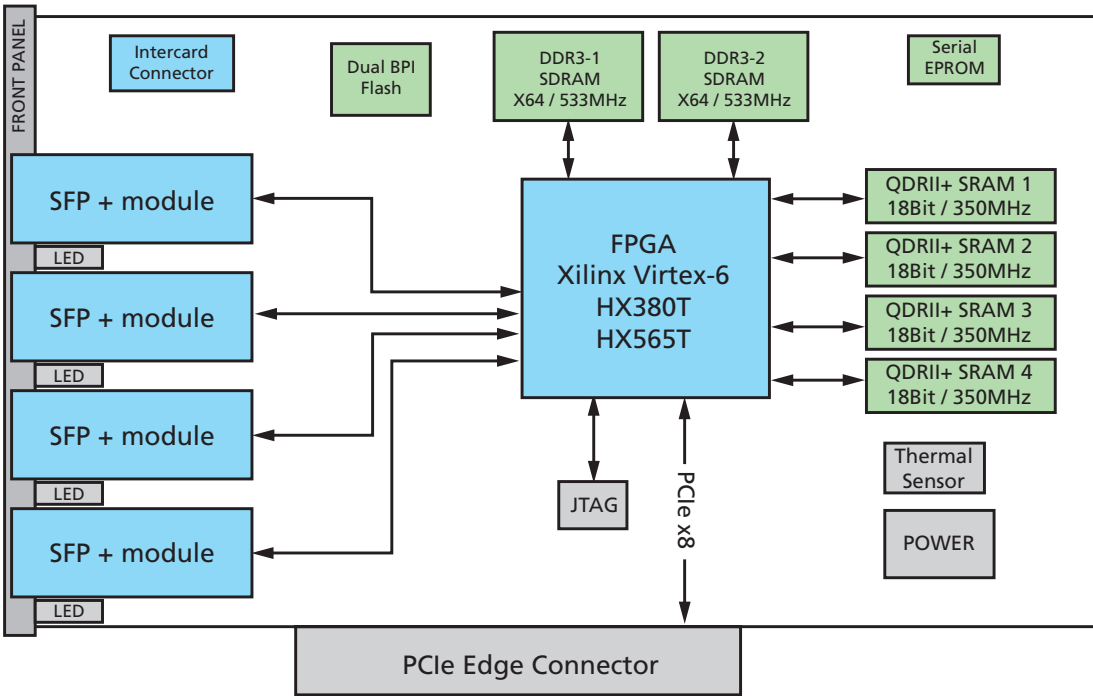 FRONT PANEL
Intercard
Connector
Dual BPI
Flash
DDR3-1
SDRAM
X64 / 533MHz
DDR3-2
SDRAM
X64 / 533MHz
Serial
EPROM
SFP + module
LED
SFP + module
LED
SFP + module
LED
SFP + module
LED
FPGA
Xilinx Virtex-6
HX380T
HX565T
QDRII+ SRAM 1
18Bit / 350MHz
QDRII+ SRAM 2
18Bit / 350MHz
QDRII+ SRAM 3
18Bit / 350MHz
QDRII+ SRAM 4
18Bit / 350MHz
JTAG
PCIe x8
Thermal
Sensor
POWER
PCIe Edge Connector